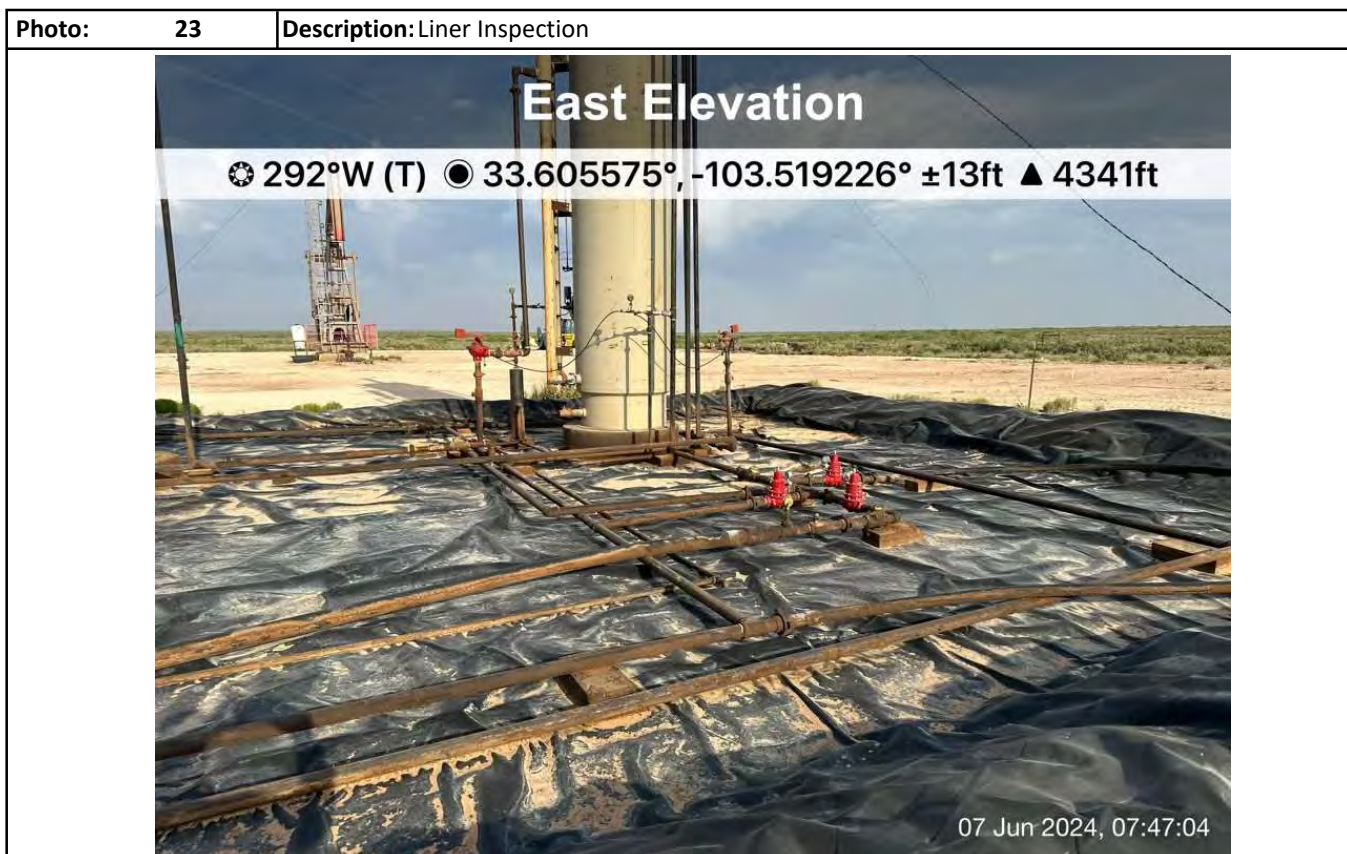 Photo: 23 Description: Liner Inspection
East Elevation
292°W (T) 33.605575°, -103.519226° ±13ft ▲ 4341ft
07 Jun 2024, 07:47:04